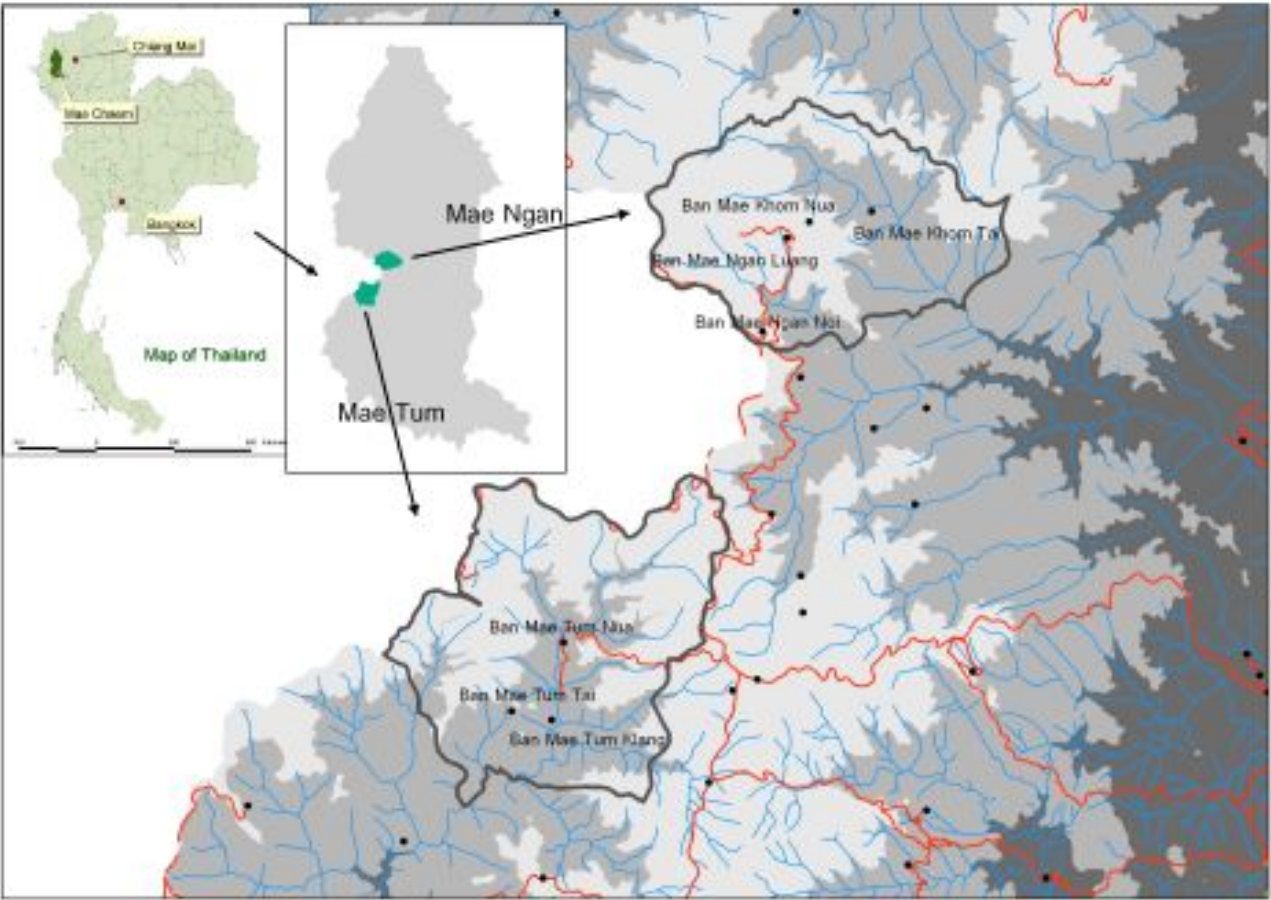 Chiang Mai
Mae Chaem
Bangkok
Map of Thailand
Mae Ngan
Mae Tum
Ban Mae Khom Nua
Ban Mae Khom Tai
Ban Mae Ngan Luang
Ban Mae Ngan Noi
Ban Mae Tum Nua
Ban Mae Tum Tai
Ban Mae Tum Klang